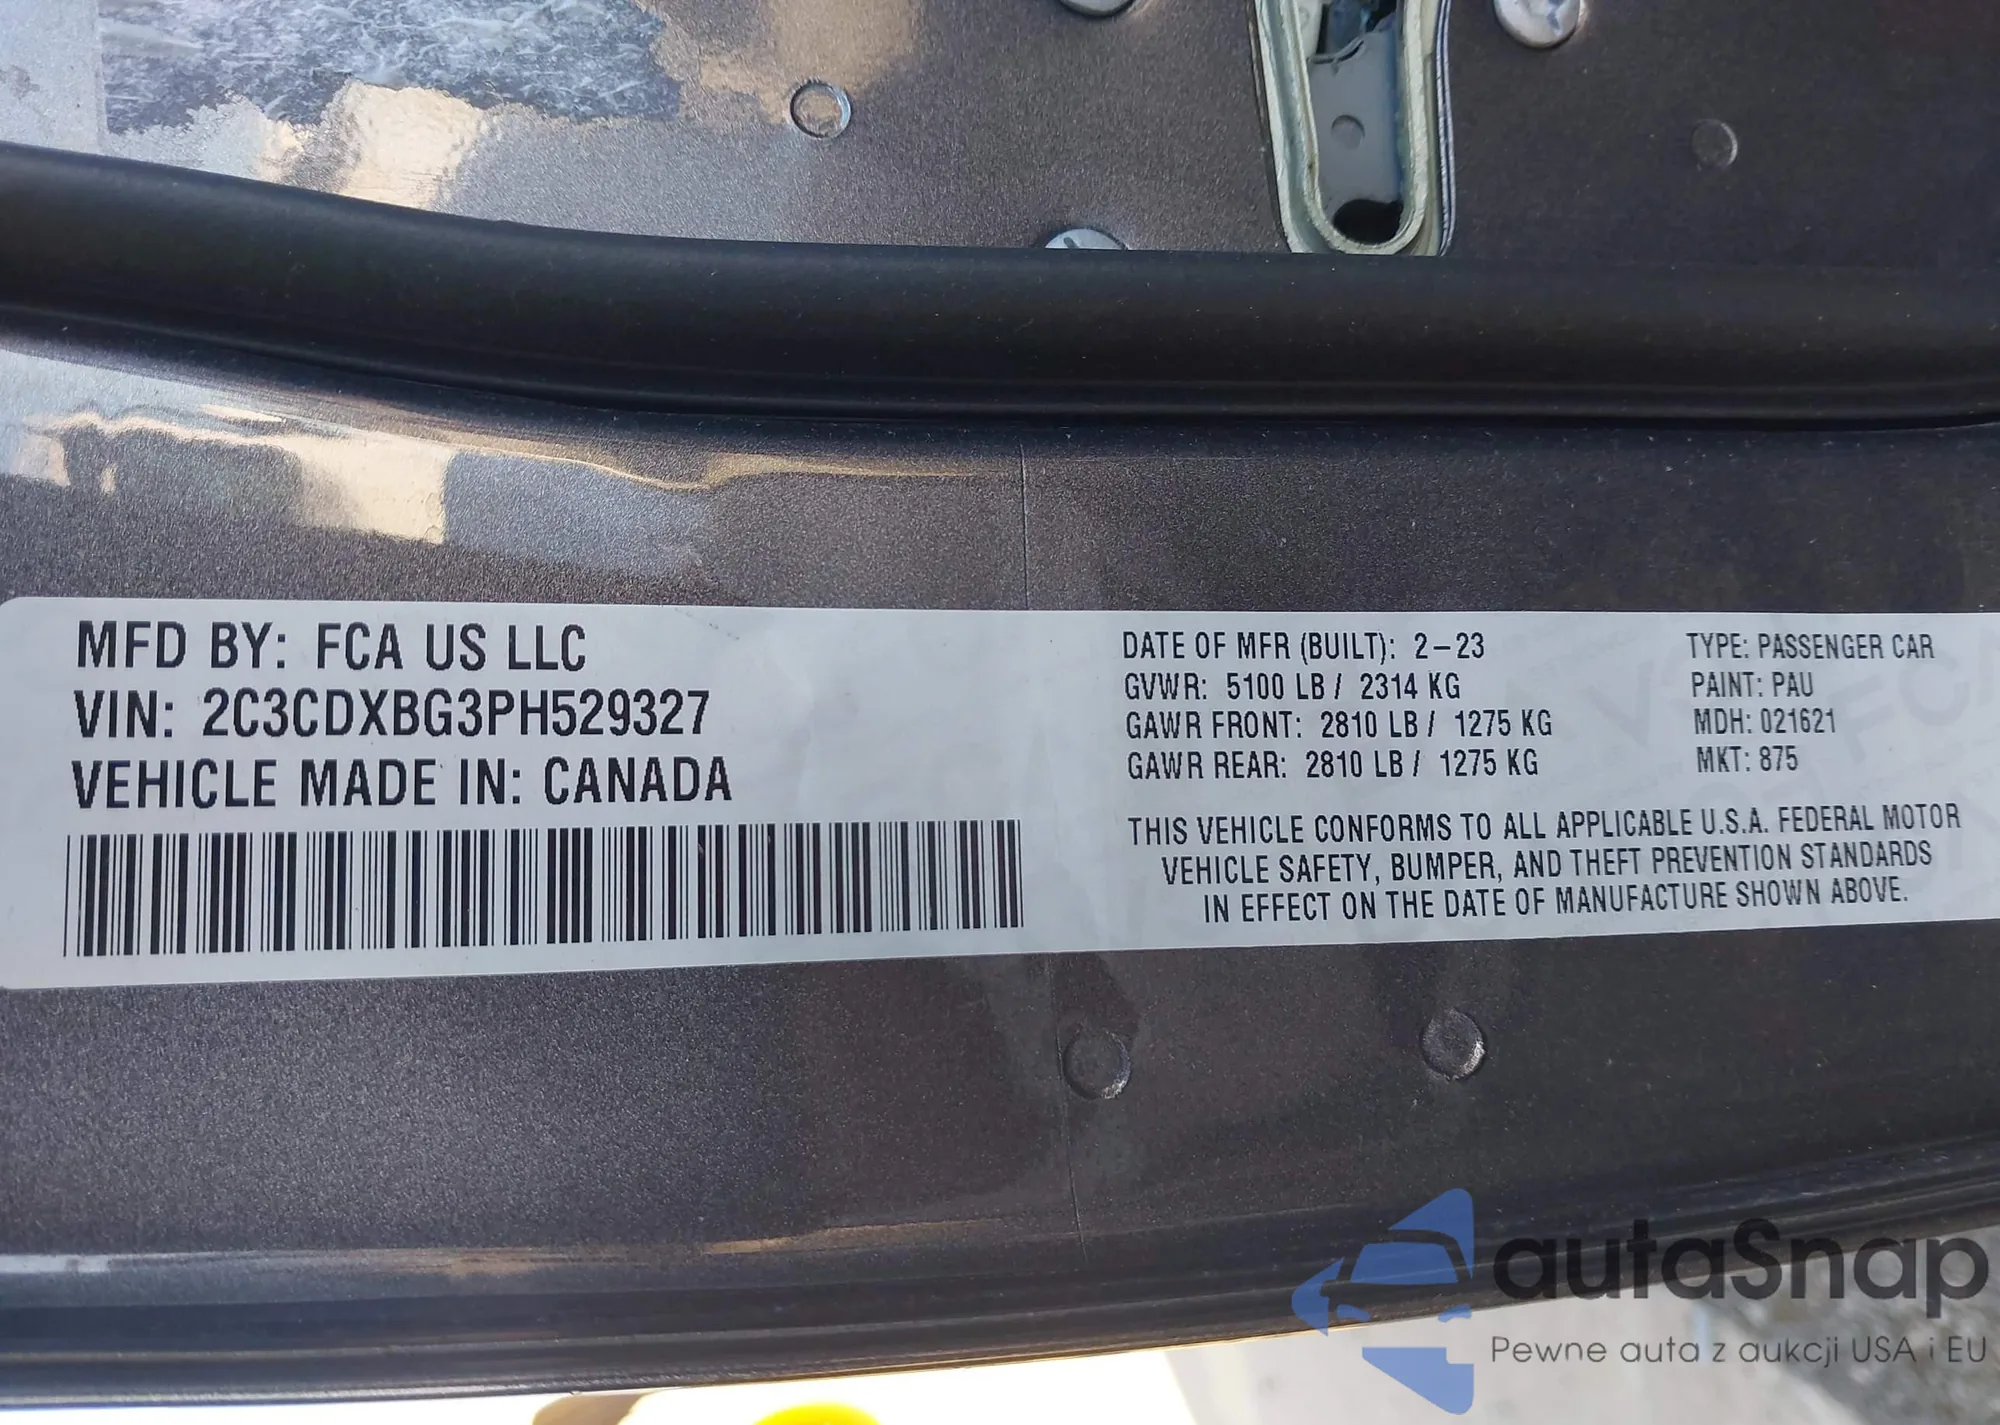 MFD BY: FCA US LLC
VIN: 2C3CDXBG3PH529327
VEHICLE MADE IN: CANADA
DATE OF MFR (BUILT): 2-23
GVWR: 5100 LB / 2314 KG
GAWR FRONT: 2810 LB / 1275 KG
GAWR REAR: 2810 LB / 1275 KG
TYPE: PASSENGER CAR
PAINT: PAU
MDH: 021621
MKT: 875
THIS VEHICLE CONFORMS TO ALL APPLICABLE U.S.A. FEDERAL MOTOR
VEHICLE SAFETY, BUMPER, AND THEFT PREVENTION STANDARDS
IN EFFECT ON THE DATE OF MANUFACTURE SHOWN ABOVE.
autaSnap
Pewne auta z aukcji USA i EU